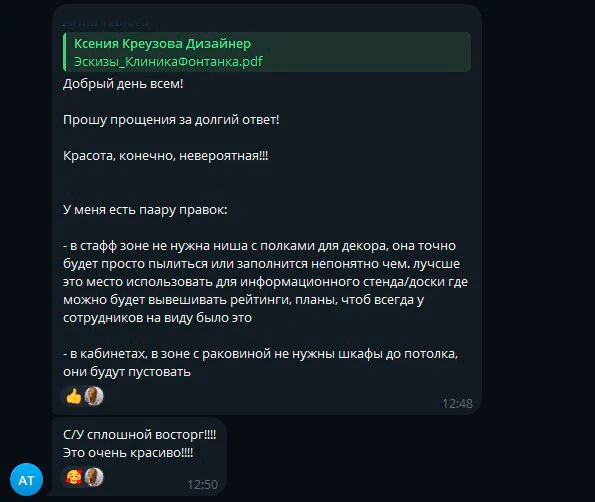 Ксения Креузова Дизайнер
Эскизы_КлиникаФонтанка.pdf
Добрый день всем!
Прошу прощения за долгий ответ!
Красота, конечно, невероятная!!!
У меня есть паару правок:
- в стафф зоне не нужна ниша с полками для декора, она точно
будет просто пылиться или заполнится непонятно чем. лучсше
это место использовать для информационного стенда/доски где
можно будет вывешивать рейтинги, планы, чтоб всегда у
сотрудников на виду было это
- в кабинетах, в зоне с раковиной не нужны шкафы до потолка,
они будут пустовать
12:48
С/У сплошной восторг!!!!
Это очень красиво!!!!
АТ
12:50